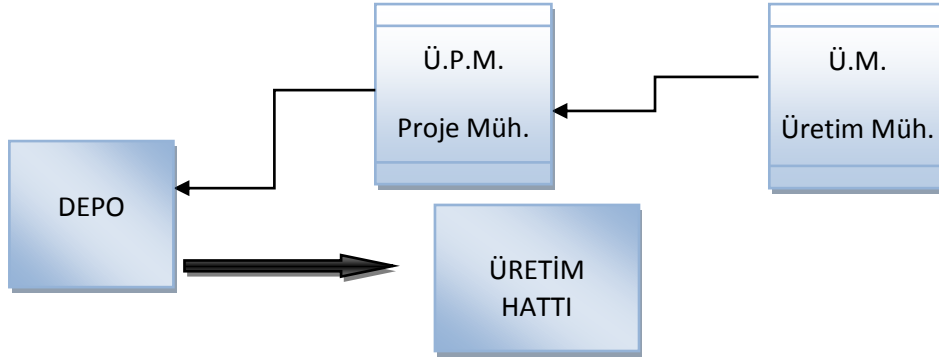 Ü.P.M.
Proje Müh.
Ü.M.
Üretim Müh.
DEPO
ÜRETİM
HATTI